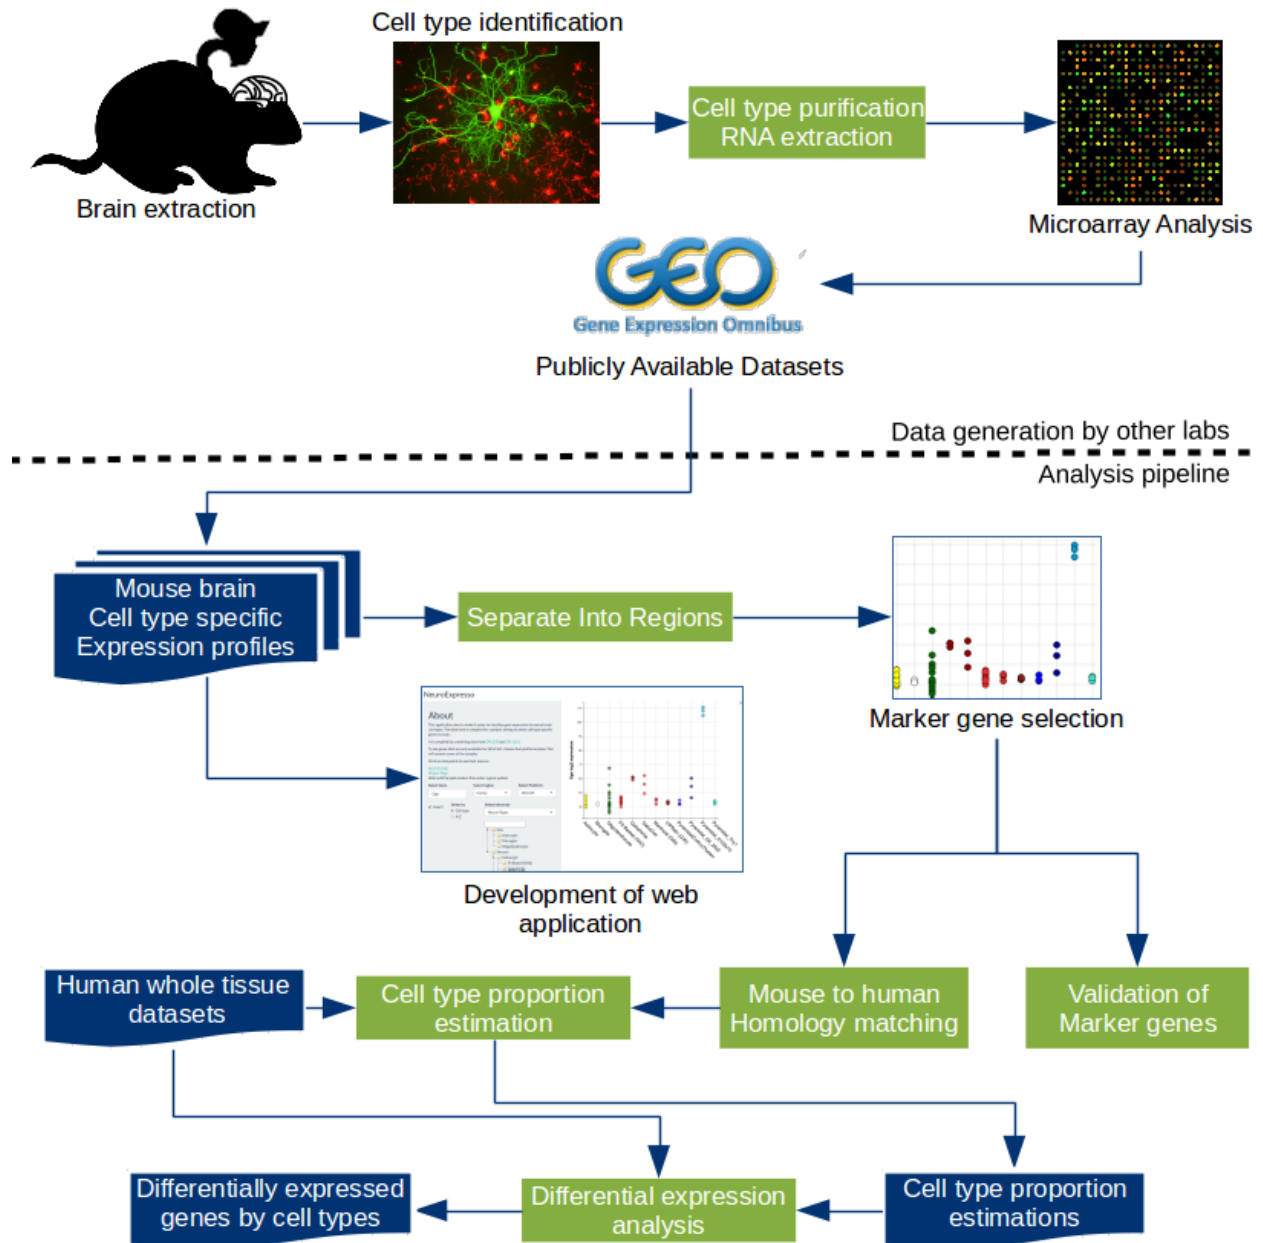 Cell type identification
Cell type purification
RNA extraction
Brain extraction
Microarray Analysis
GEO
Gene Expression Omnibus
Publicly Available Datasets
Data generation by other labs
Analysis pipeline
Mouse brain
Cell type specific
Expression profiles
Separate Into Regions
Marker gene selection
NeuroExpresso
About
Development of web
application
Human whole tissue
datasets
Cell type proportion
estimation
Mouse to human
Homology matching
Validation of
Marker genes
Differentially expressed
genes by cell types
Differential expression
analysis
Cell type proportion
estimations